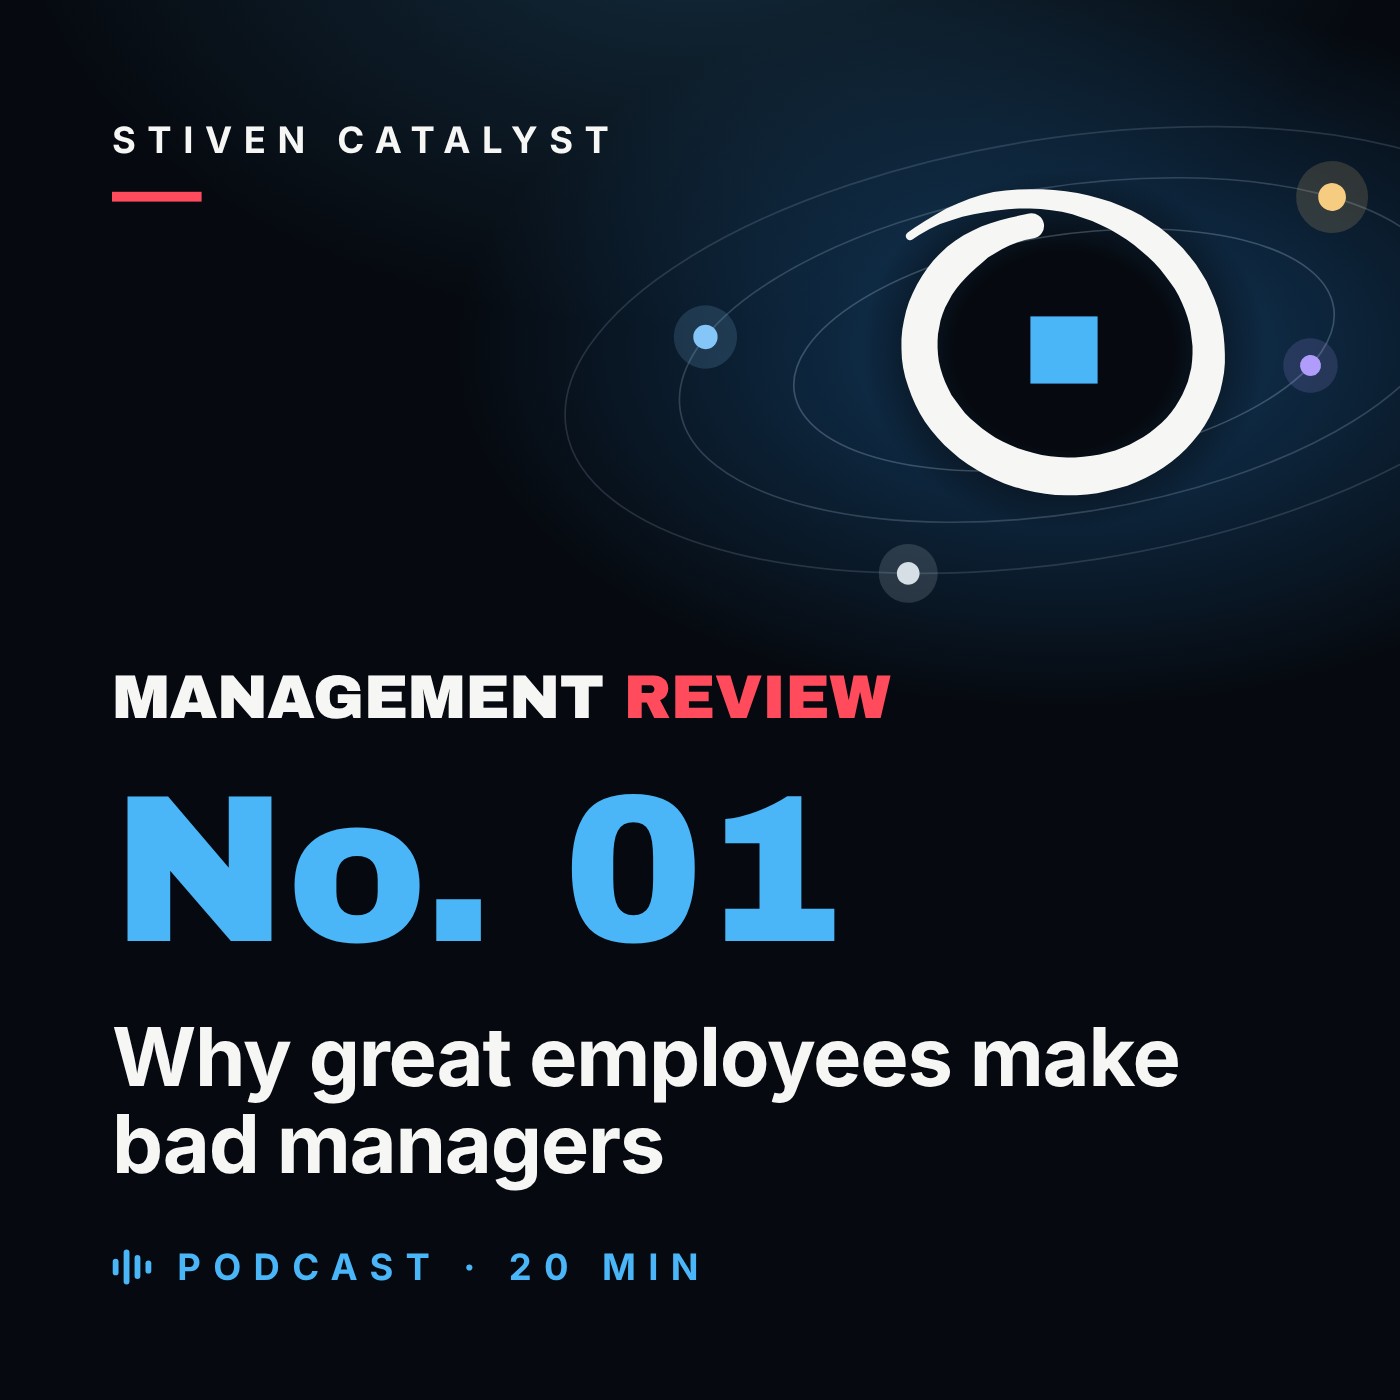 STIVEN CATALYST
MANAGEMENT REVIEW
No. 01
Why great employees make
bad managers
PODCAST · 20 MIN